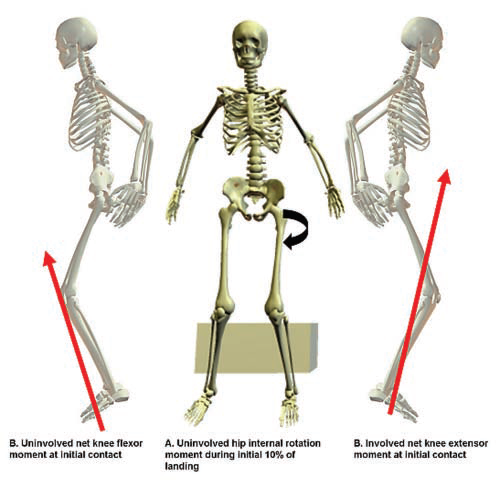 B. Uninvolved net knee flexor
moment at initial contact
A. Uninvolved hip internal rotation
moment during initial 10% of
landing
B. Involved net knee extensor
moment at initial contact